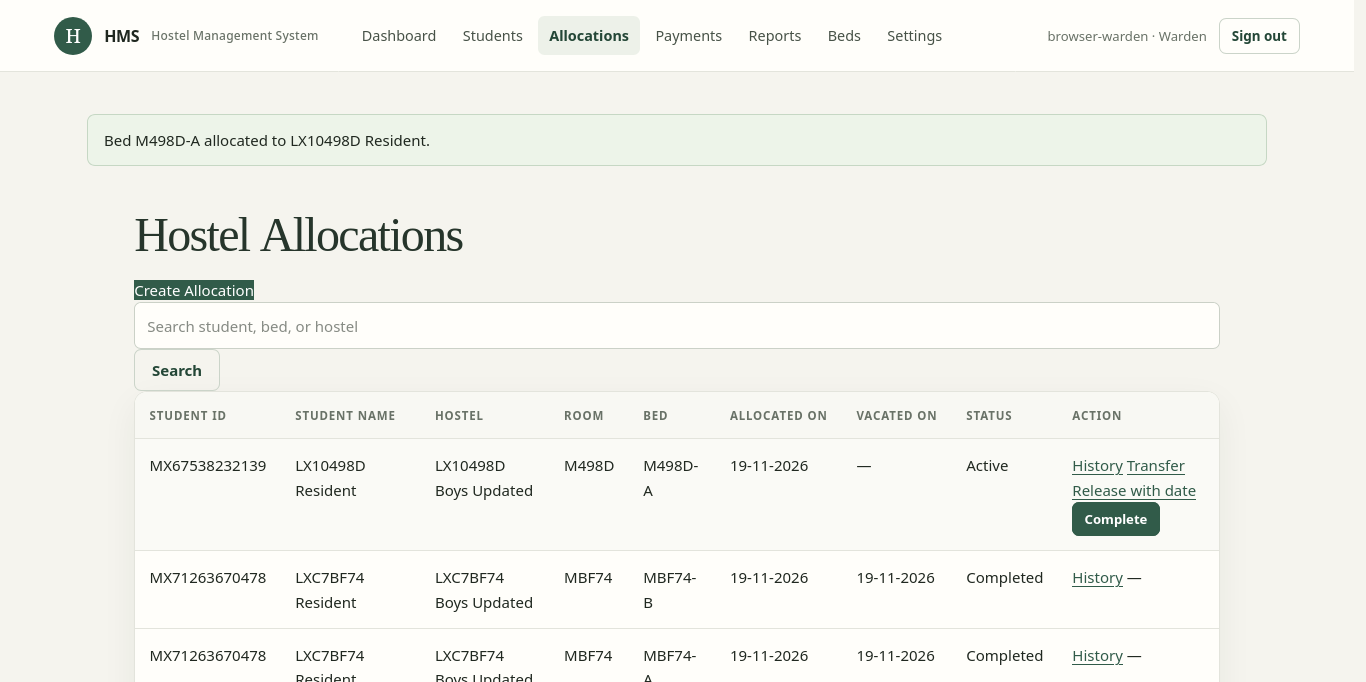 H HMS Hostel Management System Dashboard Students Allocations Payments Reports Beds Settings browser-warden · Warden Sign out
Bed M498D-A allocated to LX10498D Resident.
Hostel Allocations
Create Allocation
Search student, bed, or hostel
Search
STUDENT ID STUDENT NAME HOSTEL ROOM BED ALLOCATED ON VACATED ON STATUS ACTION
MX67538232139 LX10498D LX10498D M498D M498D- 19-11-2026 — Active History Transfer
Resident Boys Updated A Release with date
Complete
MX71263670478 LXC7BF74 LXC7BF74 MBF74 MBF74- 19-11-2026 19-11-2026 Completed History —
Resident Boys Updated B
MX71263670478 LXC7BF74 LXC7BF74 MBF74 MBF74- 19-11-2026 19-11-2026 Completed History —
Resident Boys Updated A